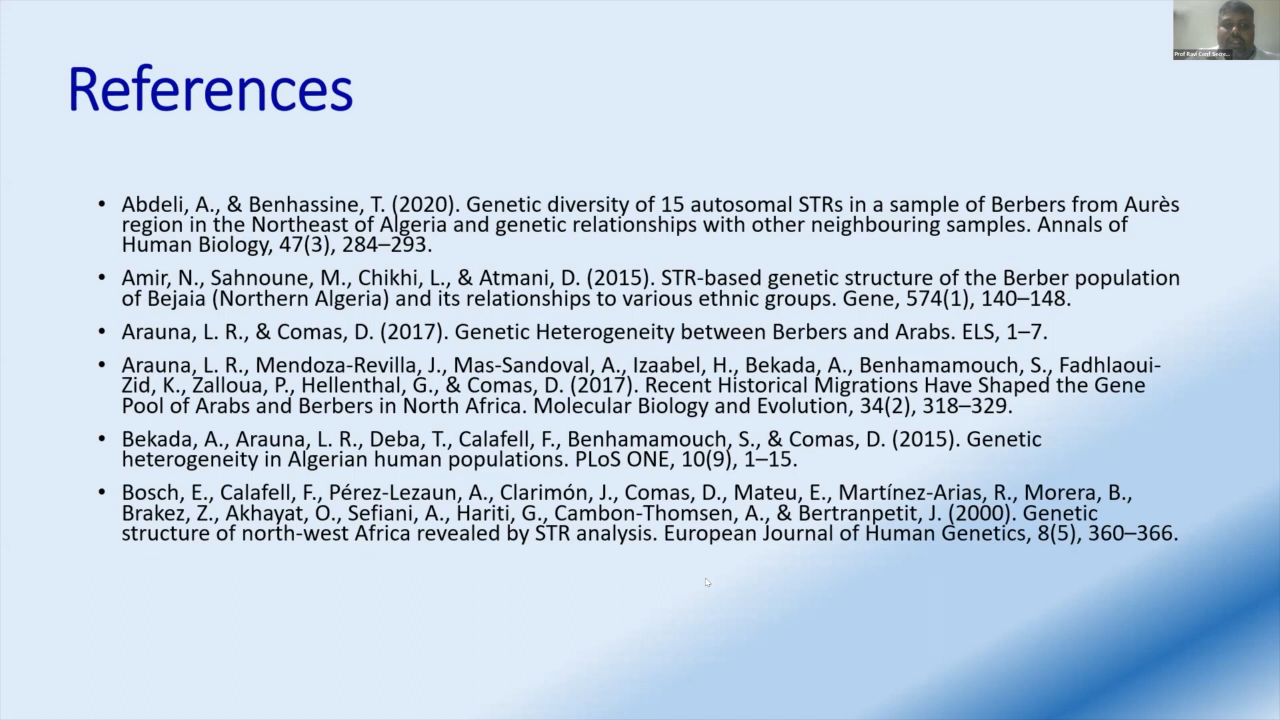 Prof Ravi Conf Secre...
References
• Abdeli, A., & Benhassine, T. (2020). Genetic diversity of 15 autosomal STRs in a sample of Berbers from Aurès
region in the Northeast of Algeria and genetic relationships with other neighbouring samples. Annals of
Human Biology, 47(3), 284–293.
• Amir, N., Sahnoune, M., Chikhi, L., & Atmani, D. (2015). STR-based genetic structure of the Berber population
of Bejaia (Northern Algeria) and its relationships to various ethnic groups. Gene, 574(1), 140–148.
• Arauna, L. R., & Comas, D. (2017). Genetic Heterogeneity between Berbers and Arabs. ELS, 1–7.
• Arauna, L. R., Mendoza-Revilla, J., Mas-Sandoval, A., Izaabel, H., Bekada, A., Benhamamouch, S., Fadhlaoui-
Zid, K., Zalloua, P., Hellenthal, G., & Comas, D. (2017). Recent Historical Migrations Have Shaped the Gene
Pool of Arabs and Berbers in North Africa. Molecular Biology and Evolution, 34(2), 318–329.
• Bekada, A., Arauna, L. R., Deba, T., Calafell, F., Benhamamouch, S., & Comas, D. (2015). Genetic
heterogeneity in Algerian human populations. PLoS ONE, 10(9), 1–15.
• Bosch, E., Calafell, F., Pérez-Lezaun, A., Clarimón, J., Comas, D., Mateu, E., Martínez-Arias, R., Morera, B.,
Brakez, Z., Akhayat, O., Sefiani, A., Hariti, G., Cambon-Thomsen, A., & Bertranpetit, J. (2000). Genetic
structure of north-west Africa revealed by STR analysis. European Journal of Human Genetics, 8(5), 360–366.